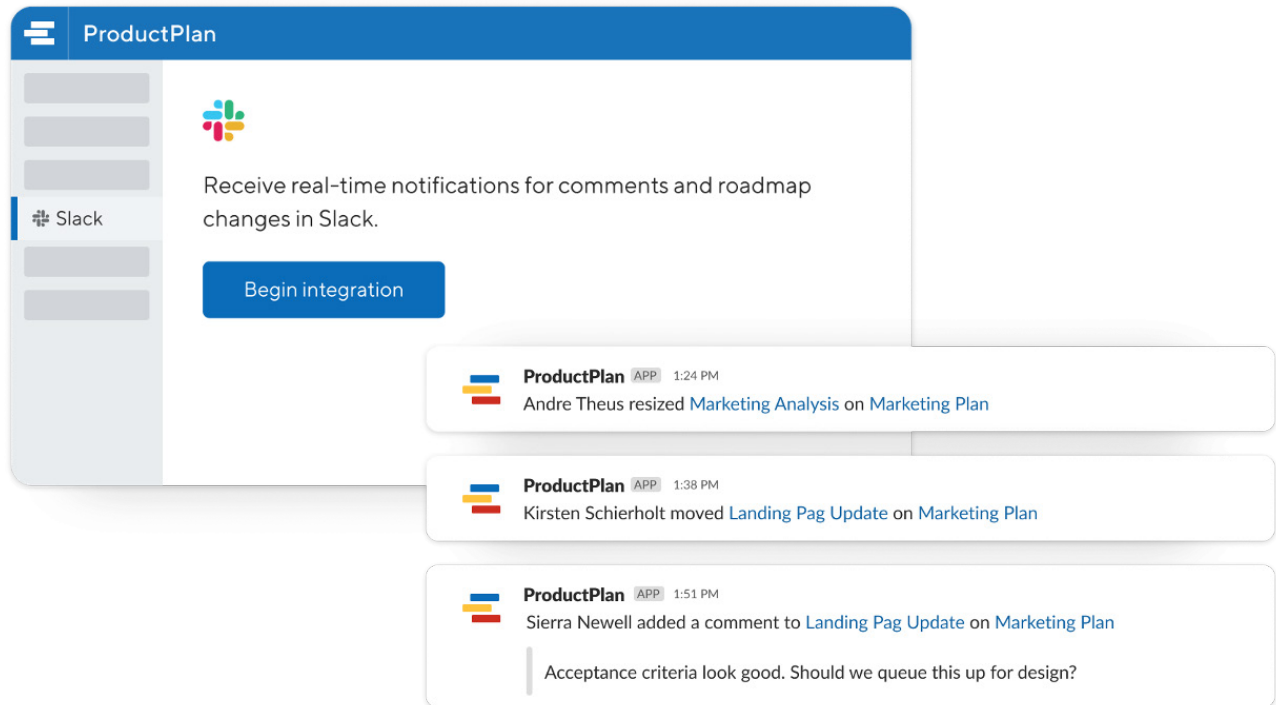 ProductPlan
Slack
Receive real-time notifications for comments and roadmap
changes in Slack.
Begin integration
ProductPlan APP 1:24 PM
Andre Theus resized Marketing Analysis on Marketing Plan
ProductPlan APP 1:38 PM
Kirsten Schierholt moved Landing Pag Update on Marketing Plan
ProductPlan APP 1:51 PM
Sierra Newell added a comment to Landing Pag Update on Marketing Plan
Acceptance criteria look good. Should we queue this up for design?